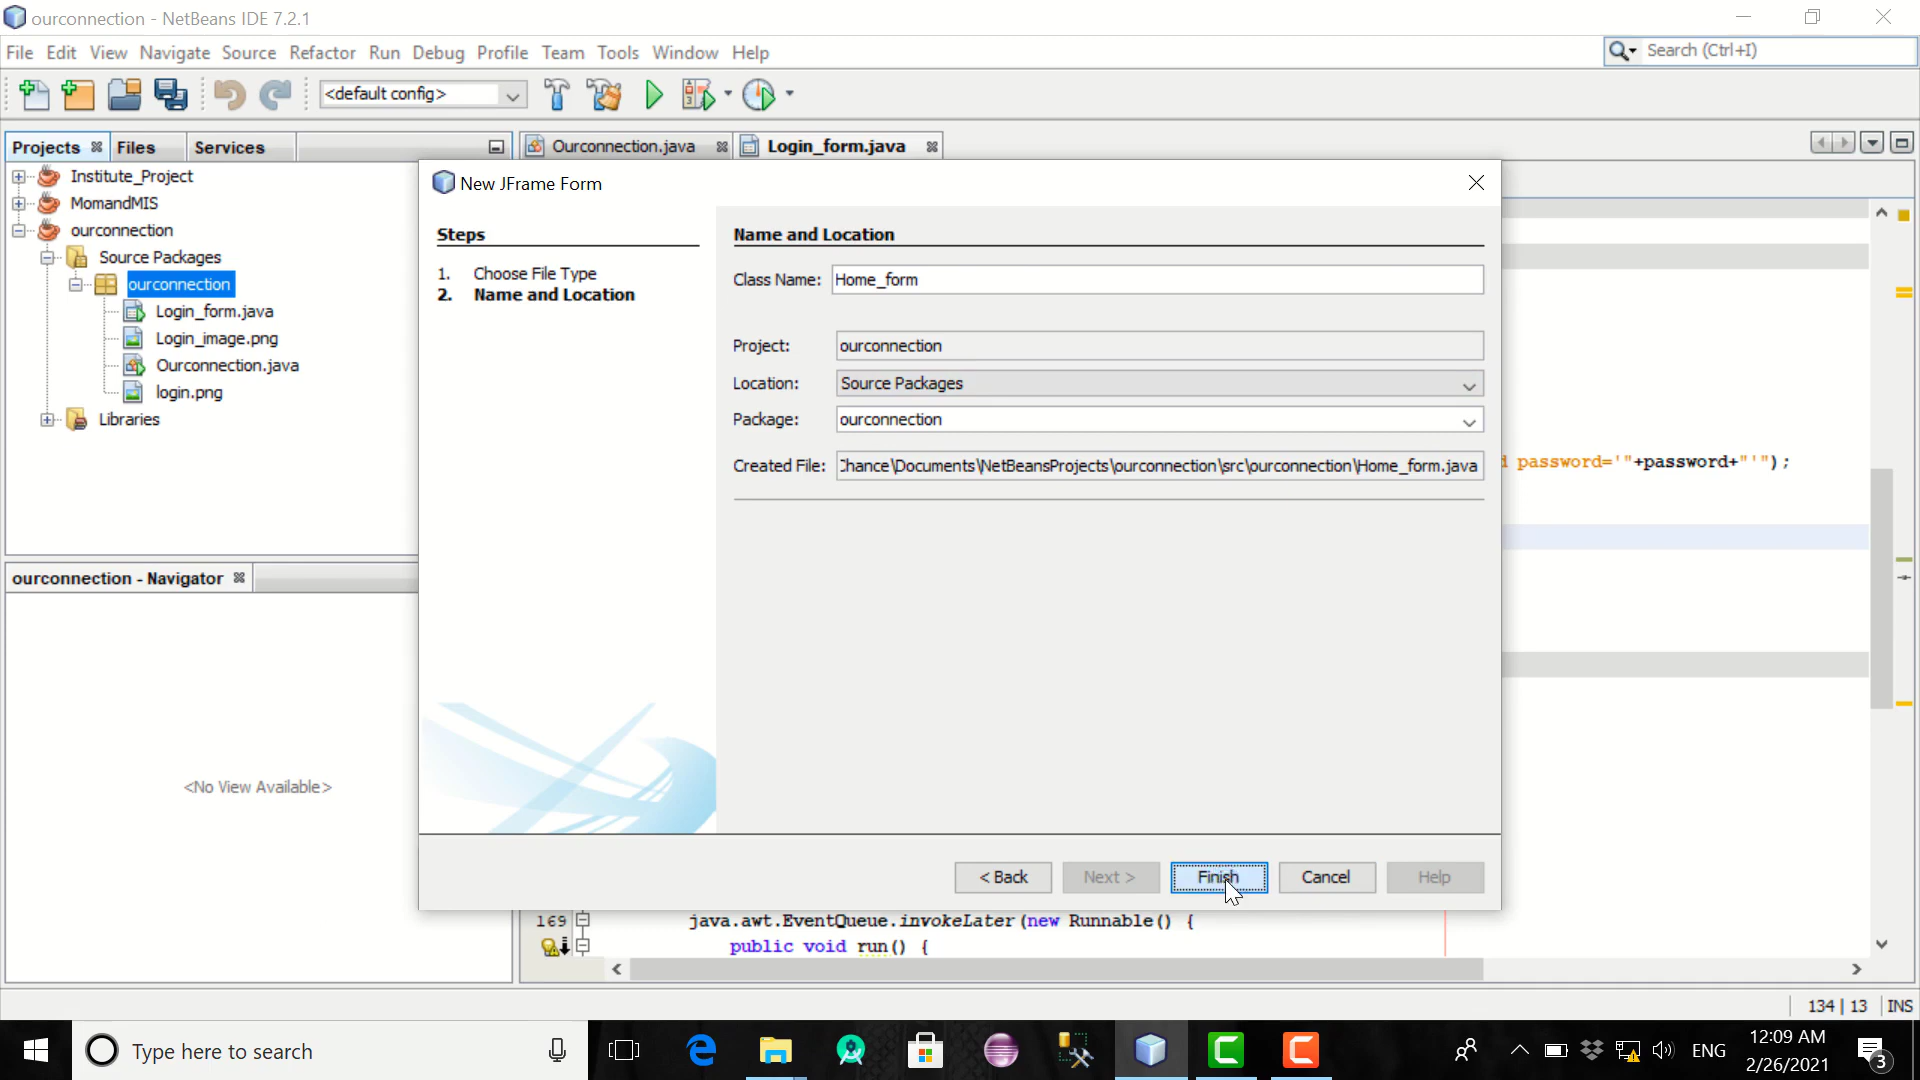 ourconnection - NetBeans IDE 7.2.1
File Edit View Navigate Source Refactor Run Debug Profile Team Tools Window Help
Search (Ctrl+I)
<default config>
Projects Files Services
Ourconnection.java Login_form.java
Institute_Project
MomandMIS
ourconnection
Source Packages
ourconnection
Login_form.java
Login_image.png
Ourconnection.java
login.png
Libraries
ourconnection - Navigator
<No View Available>
New JFrame Form
Steps
1. Choose File Type
2. Name and Location
Name and Location
Class Name: Home_form
Project: ourconnection
Location: Source Packages
Package: ourconnection
Created File: Chance\Documents\NetBeansProjects\ourconnection\src\ourconnection\Home_form.java
< Back Next > Finish Cancel Help
password='"+password+"'");
169 java.awt.EventQueue.invokeLater(new Runnable() {
public void run() {
134 | 13 INS
Type here to search
ENG
12:09 AM
2/26/2021
3